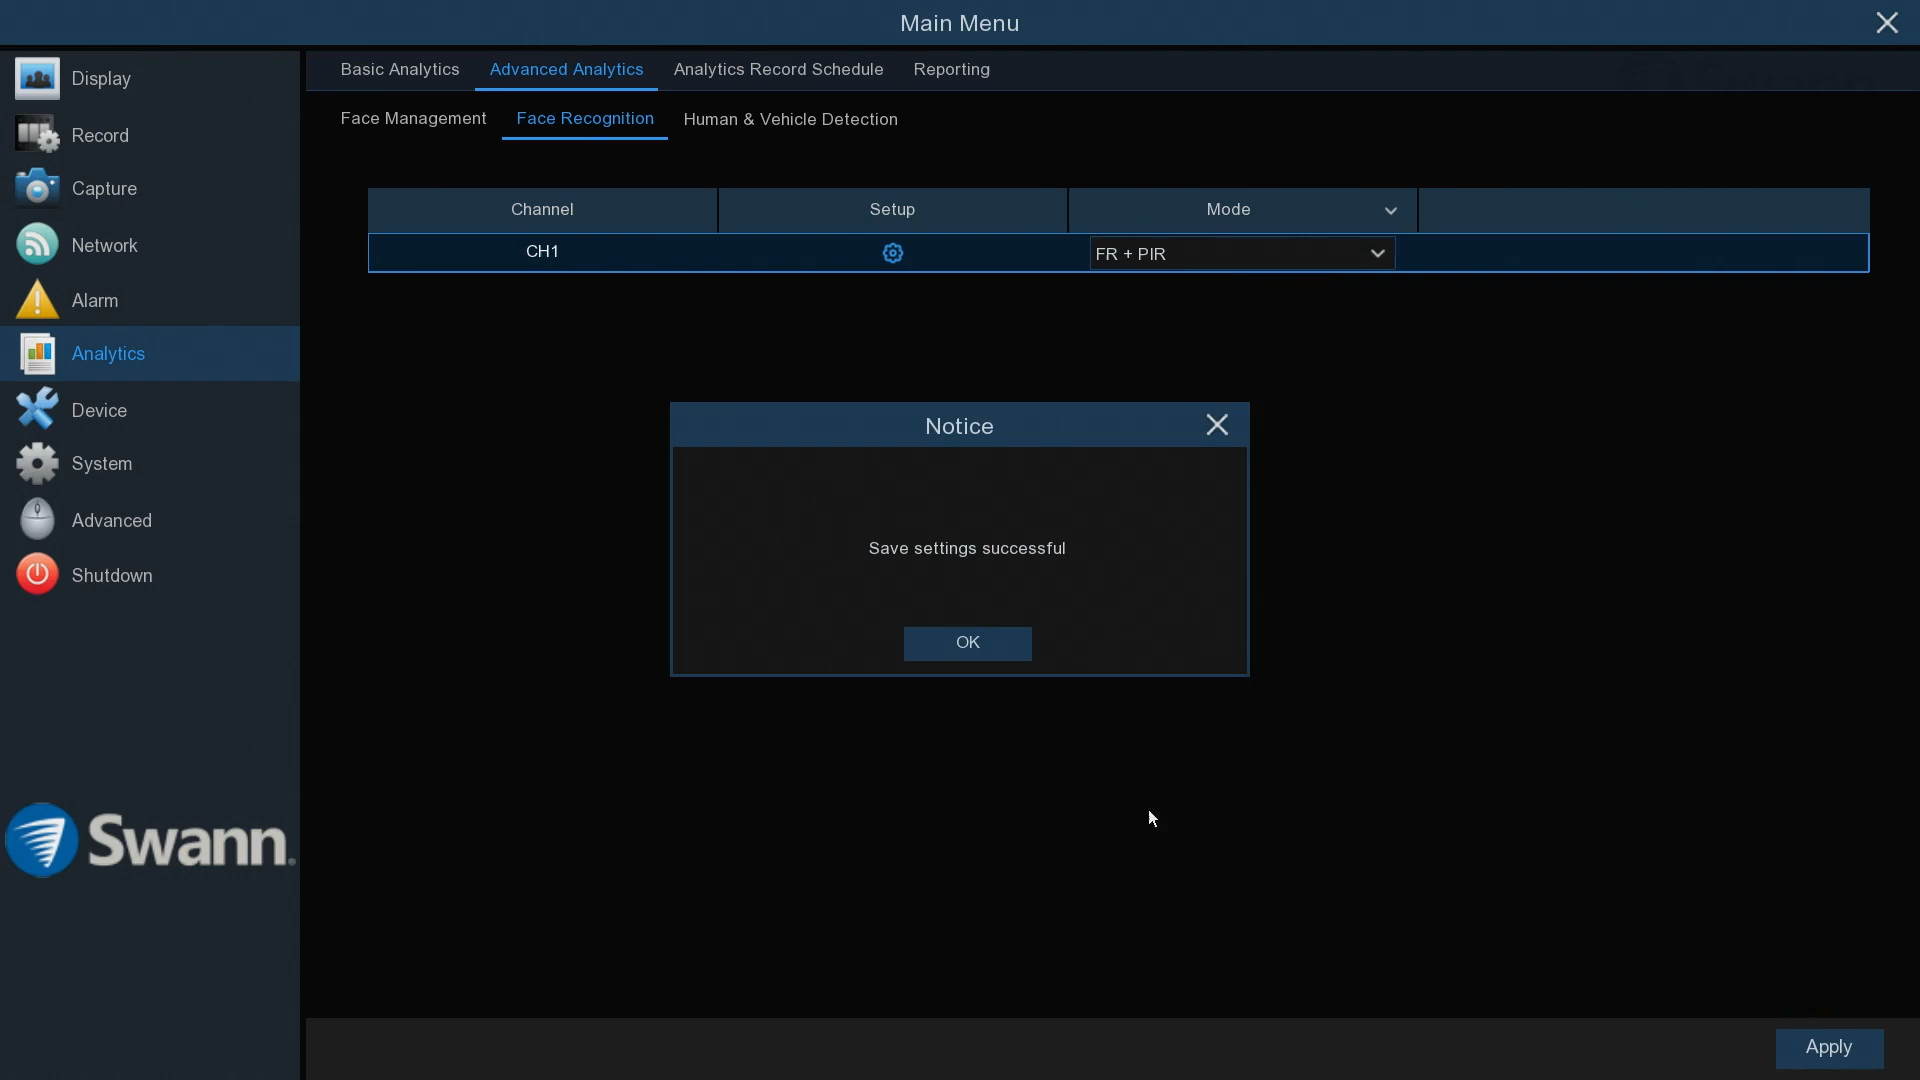 Main Menu
Display
Record
Capture
Network
Alarm
Analytics
Device
System
Advanced
Shutdown
Swann.
Basic Analytics Advanced Analytics Analytics Record Schedule Reporting
Face Management Face Recognition Human & Vehicle Detection
Channel Setup Mode
CH1 FR + PIR
Notice
Save settings successful
OK
Apply